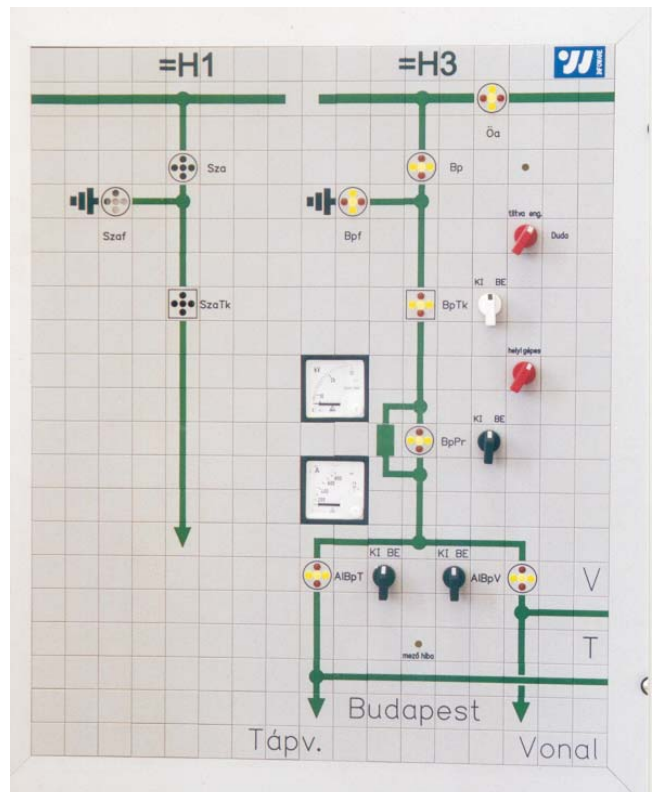 =H1
=H3
Öa
Sza
Bp
Szaf
Bpf
tiltva eng.
Duda
SzaTk
BpTk
KI BE
helyi gépes
BpPr
KI BE
A
KI BE
KI BE
AlBpT
AlBpV
V
T
mező hiba
Budapest
Tápv.
Vonal